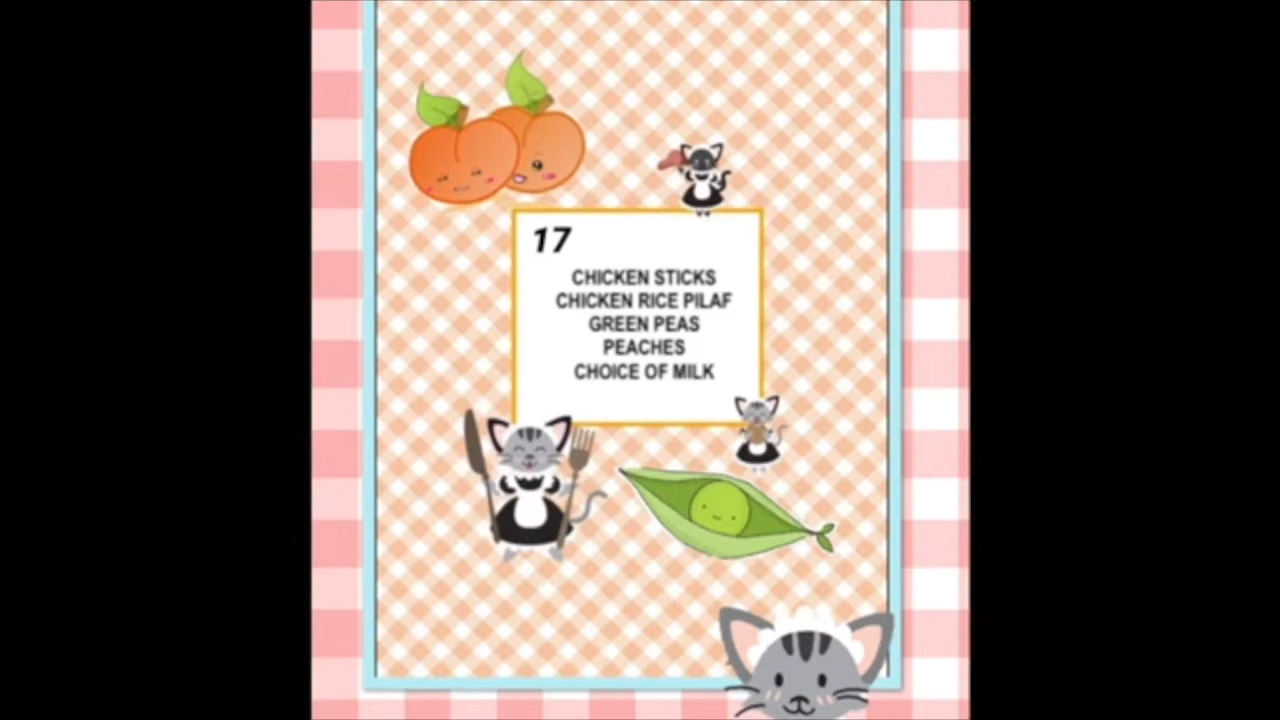 17
CHICKEN STICKS
CHICKEN RICE PILAF
GREEN PEAS
PEACHES
CHOICE OF MILK